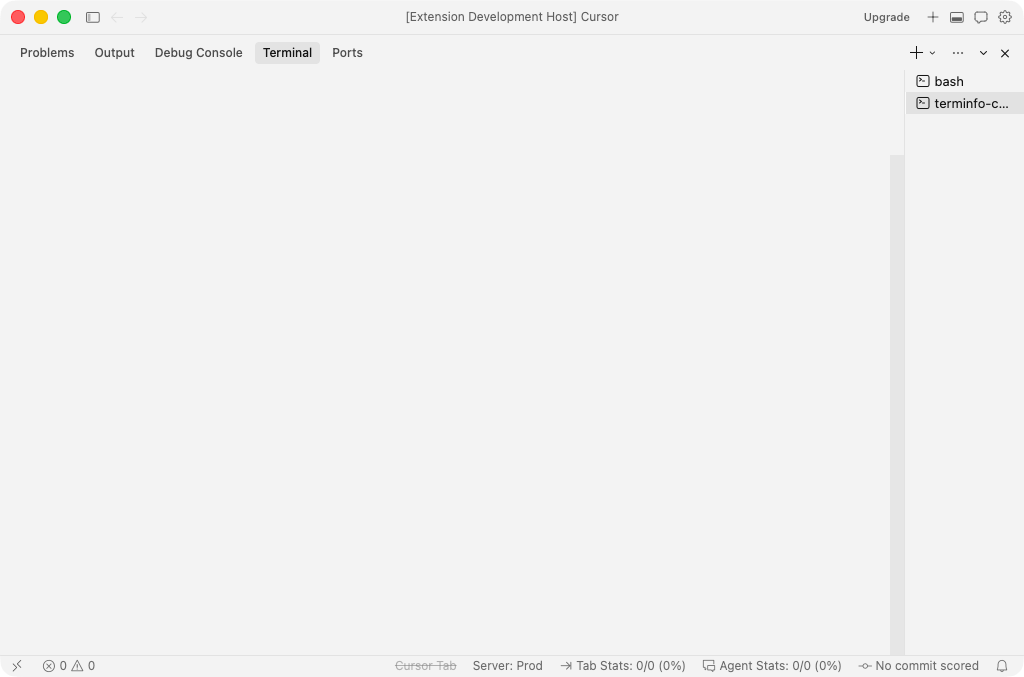 [Extension Development Host] Cursor
Upgrade
Problems Output Debug Console Terminal Ports
bash
terminfo-c...
0 0 Cursor Tab Server: Prod Tab Stats: 0/0 (0%) Agent Stats: 0/0 (0%) No commit scored